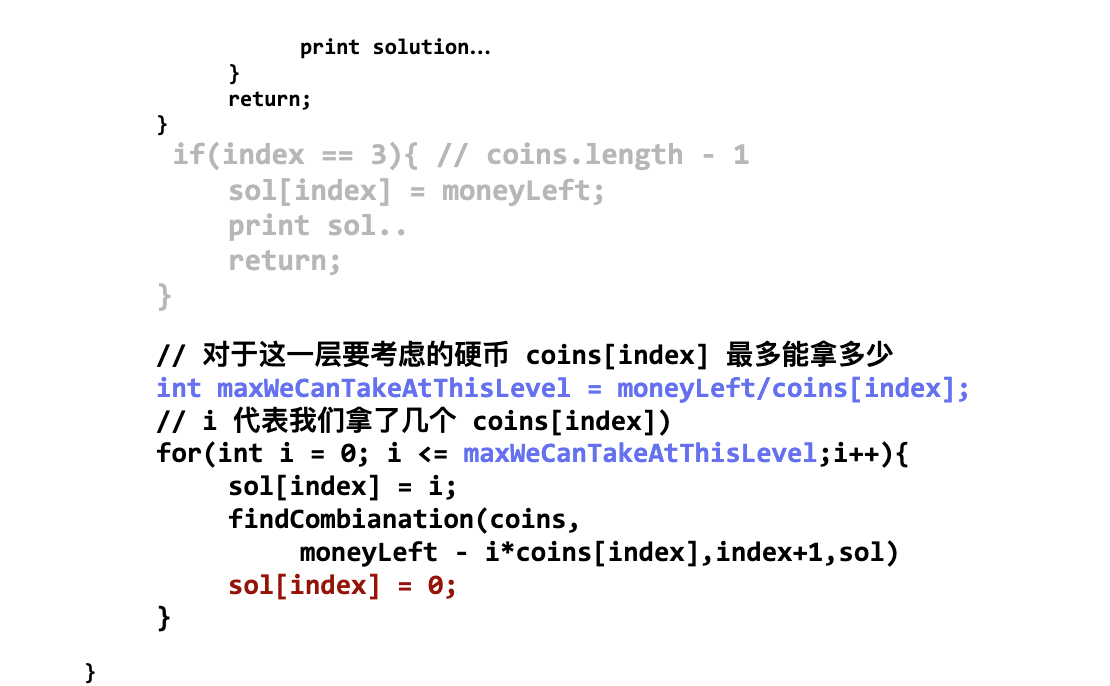 print solution…
}
return;
}
if(index == 3){ // coins.length - 1
sol[index] = moneyLeft;
print sol..
return;
}
// 对于这一层要考虑的硬币 coins[index] 最多能拿多少
int maxWeCanTakeAtThisLevel = moneyLeft/coins[index];
// i 代表我们拿了几个 coins[index])
for(int i = 0; i <= maxWeCanTakeAtThisLevel;i++){
sol[index] = i;
findCombianation(coins,
moneyLeft - i*coins[index],index+1,sol)
sol[index] = 0;
}
}